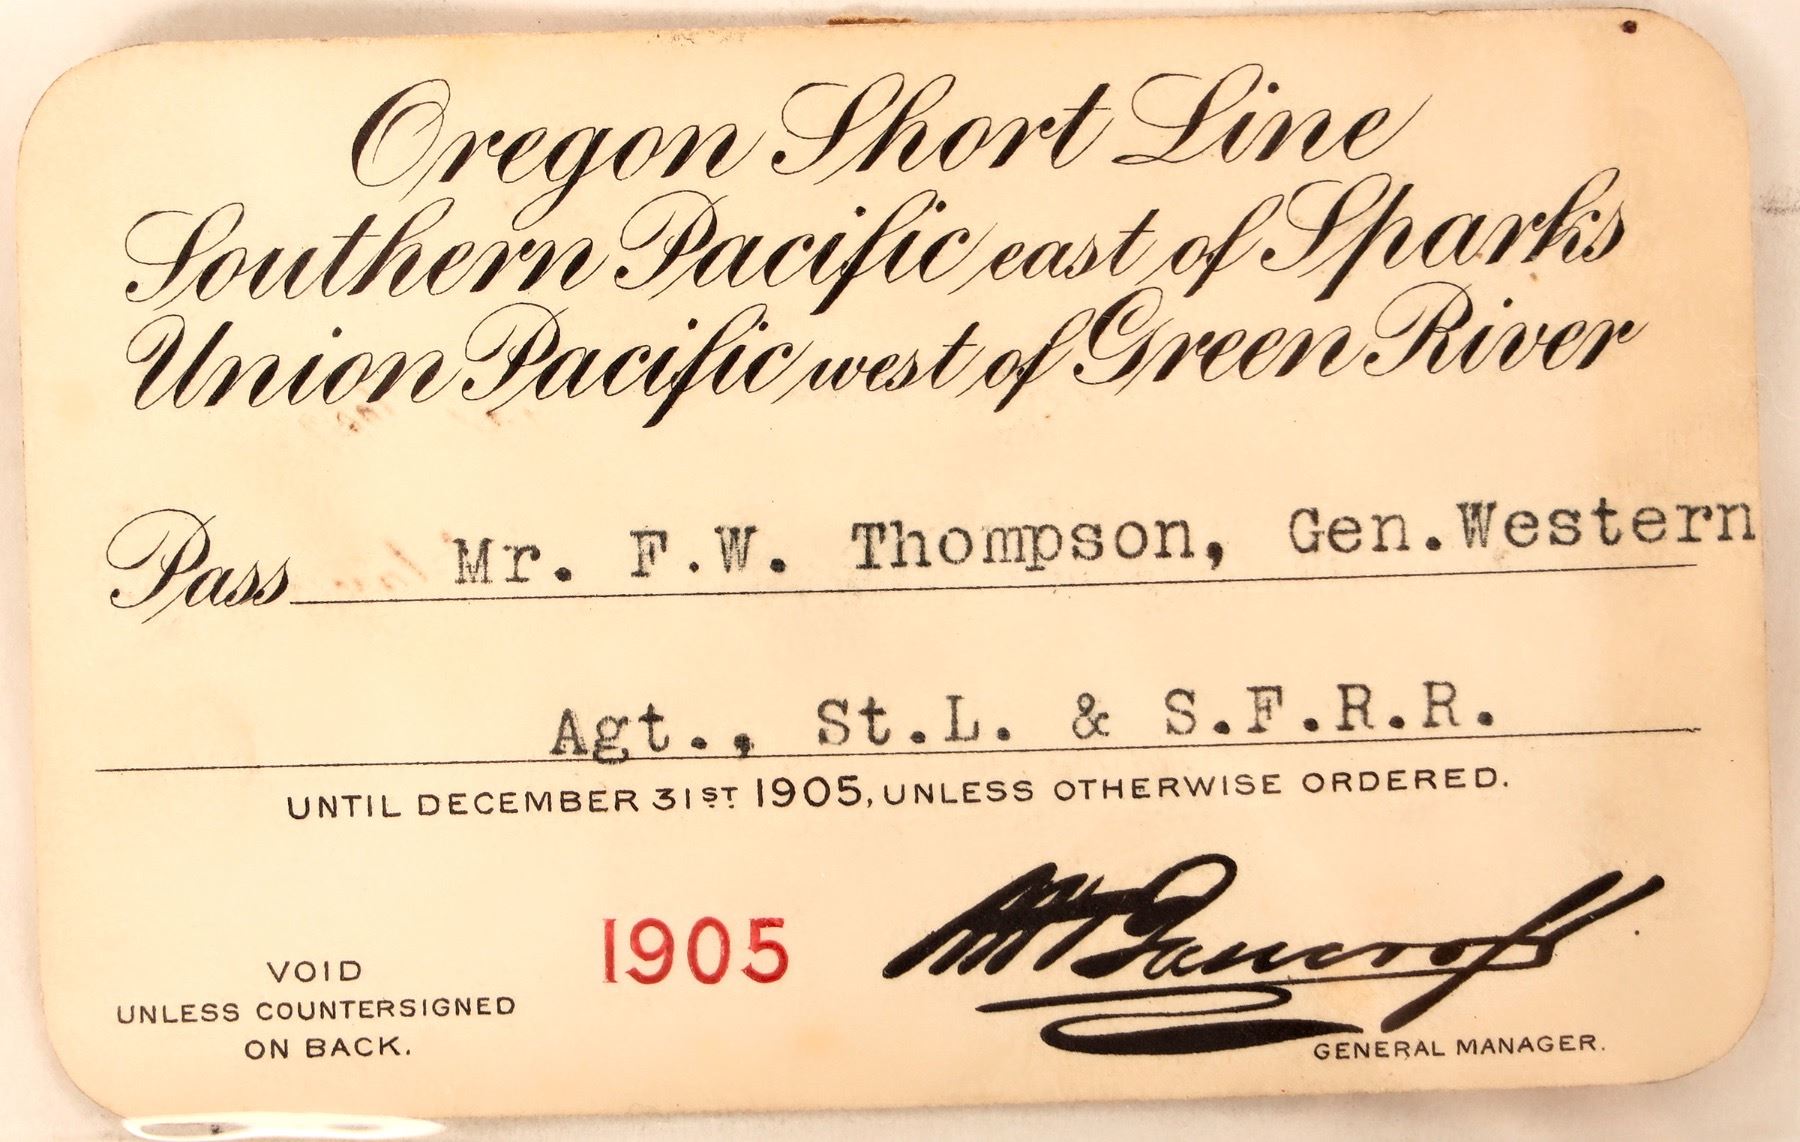 Oregon Short Line
Southern Pacific east of Sparks
Union Pacific west of Green River
Pass Mr. F.W. Thompson, Gen.Western
Agt., St.L. & S.F.R.R.
UNTIL DECEMBER 31ST 1905, UNLESS OTHERWISE ORDERED.
1905
VOID
UNLESS COUNTERSIGNED
ON BACK.
Bancroft
GENERAL MANAGER.